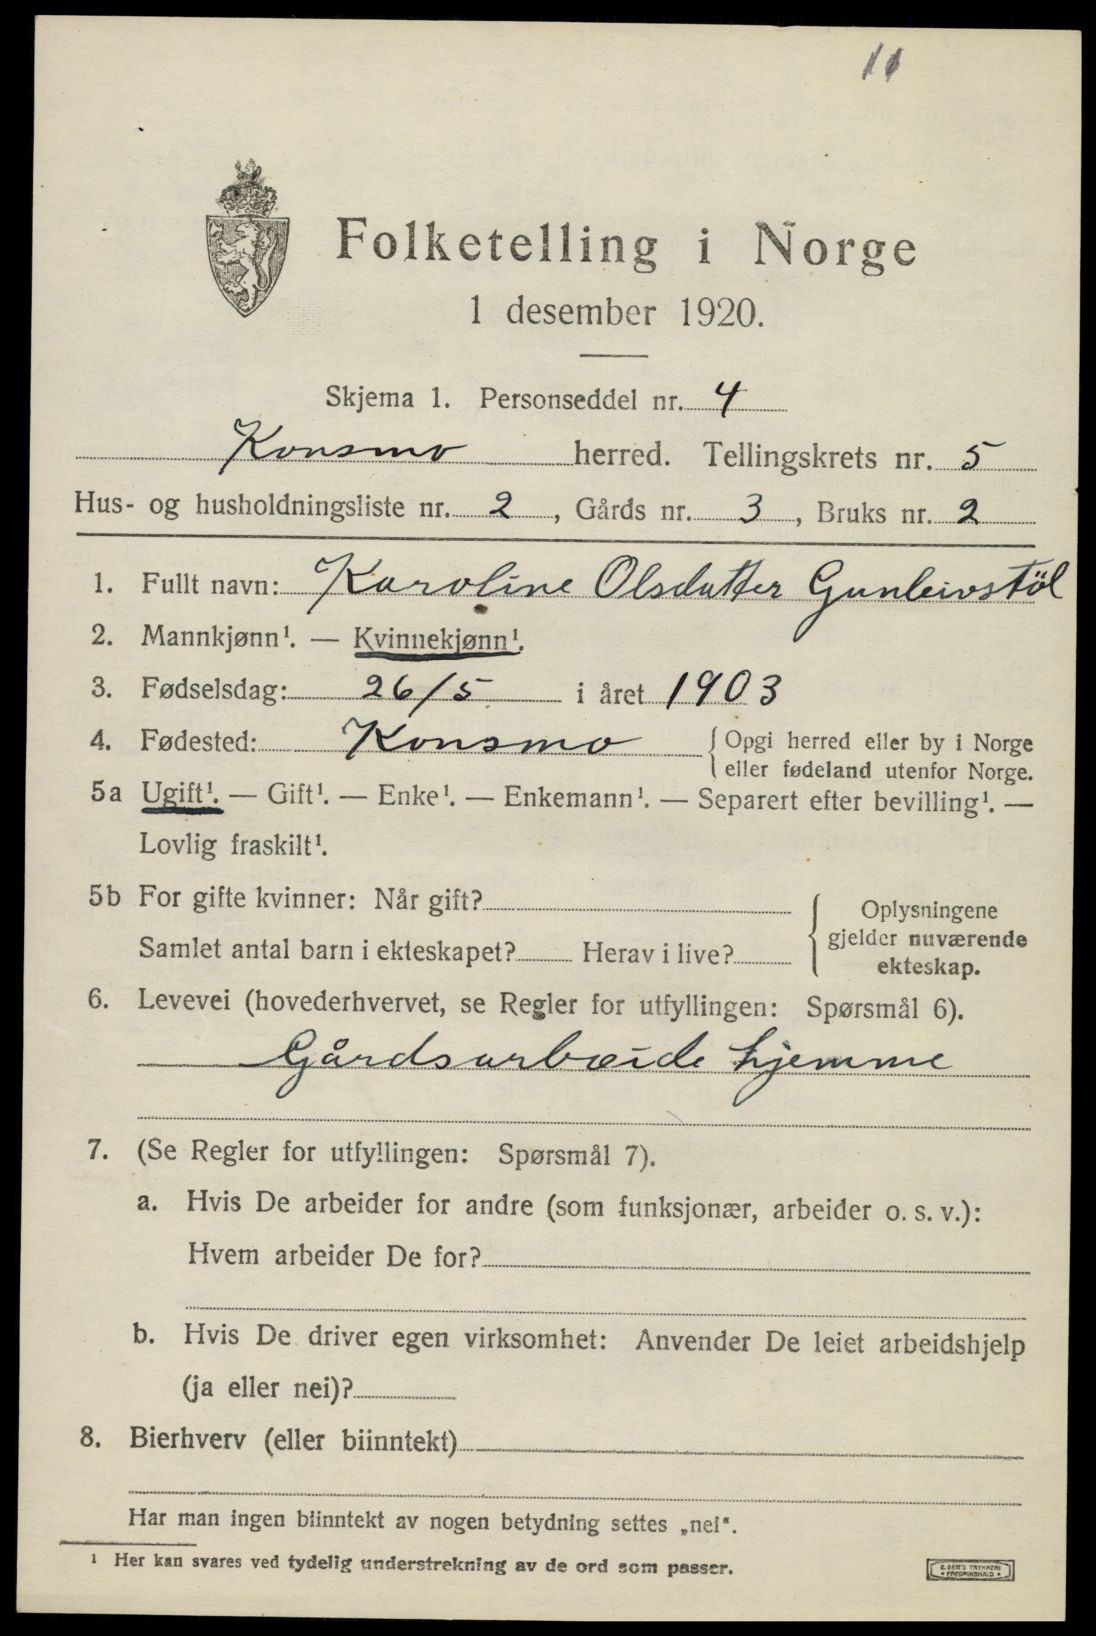 11
Folketelling i Norge
1 desember 1920.
Skjema 1. Personseddel nr. 4
Konsmo herred. Tellingskrets nr. 5
Hus- og husholdningsliste nr. 2, Gårds nr. 3, Bruks nr. 2
1. Fullt navn: Karoline Olsdatter Gunleivstöl
2. Mannkjønn¹. — Kvinnekjønn¹.
3. Fødselsdag: 26/5 i året 1903
4. Fødested: Konsmo { Opgi herred eller by i Norge
eller fødeland utenfor Norge.
5a Ugift¹. — Gift¹. — Enke¹. — Enkemann¹. — Separert efter bevilling¹. —
Lovlig fraskilt¹.
5b For gifte kvinner: Når gift?
Samlet antal barn i ekteskapet? Herav i live?
{ Oplysningene
gjelder nuværende
ekteskap.
6. Levevei (hovederhvervet, se Regler for utfyllingen: Spørsmål 6).
Gårdsarbeide hjemme
7. (Se Regler for utfyllingen: Spørsmål 7).
a. Hvis De arbeider for andre (som funksjonær, arbeider o. s. v.):
Hvem arbeider De for?
b. Hvis De driver egen virksomhet: Anvender De leiet arbeidshjelp
(ja eller nei)?
8. Bierhverv (eller biinntekt)
Har man ingen biinntekt av nogen betydning settes „nei“.
¹ Her kan svares ved tydelig understrekning av de ord som passer.
E. SEM'S TRYKKERI
* FREDRIKSHALD *